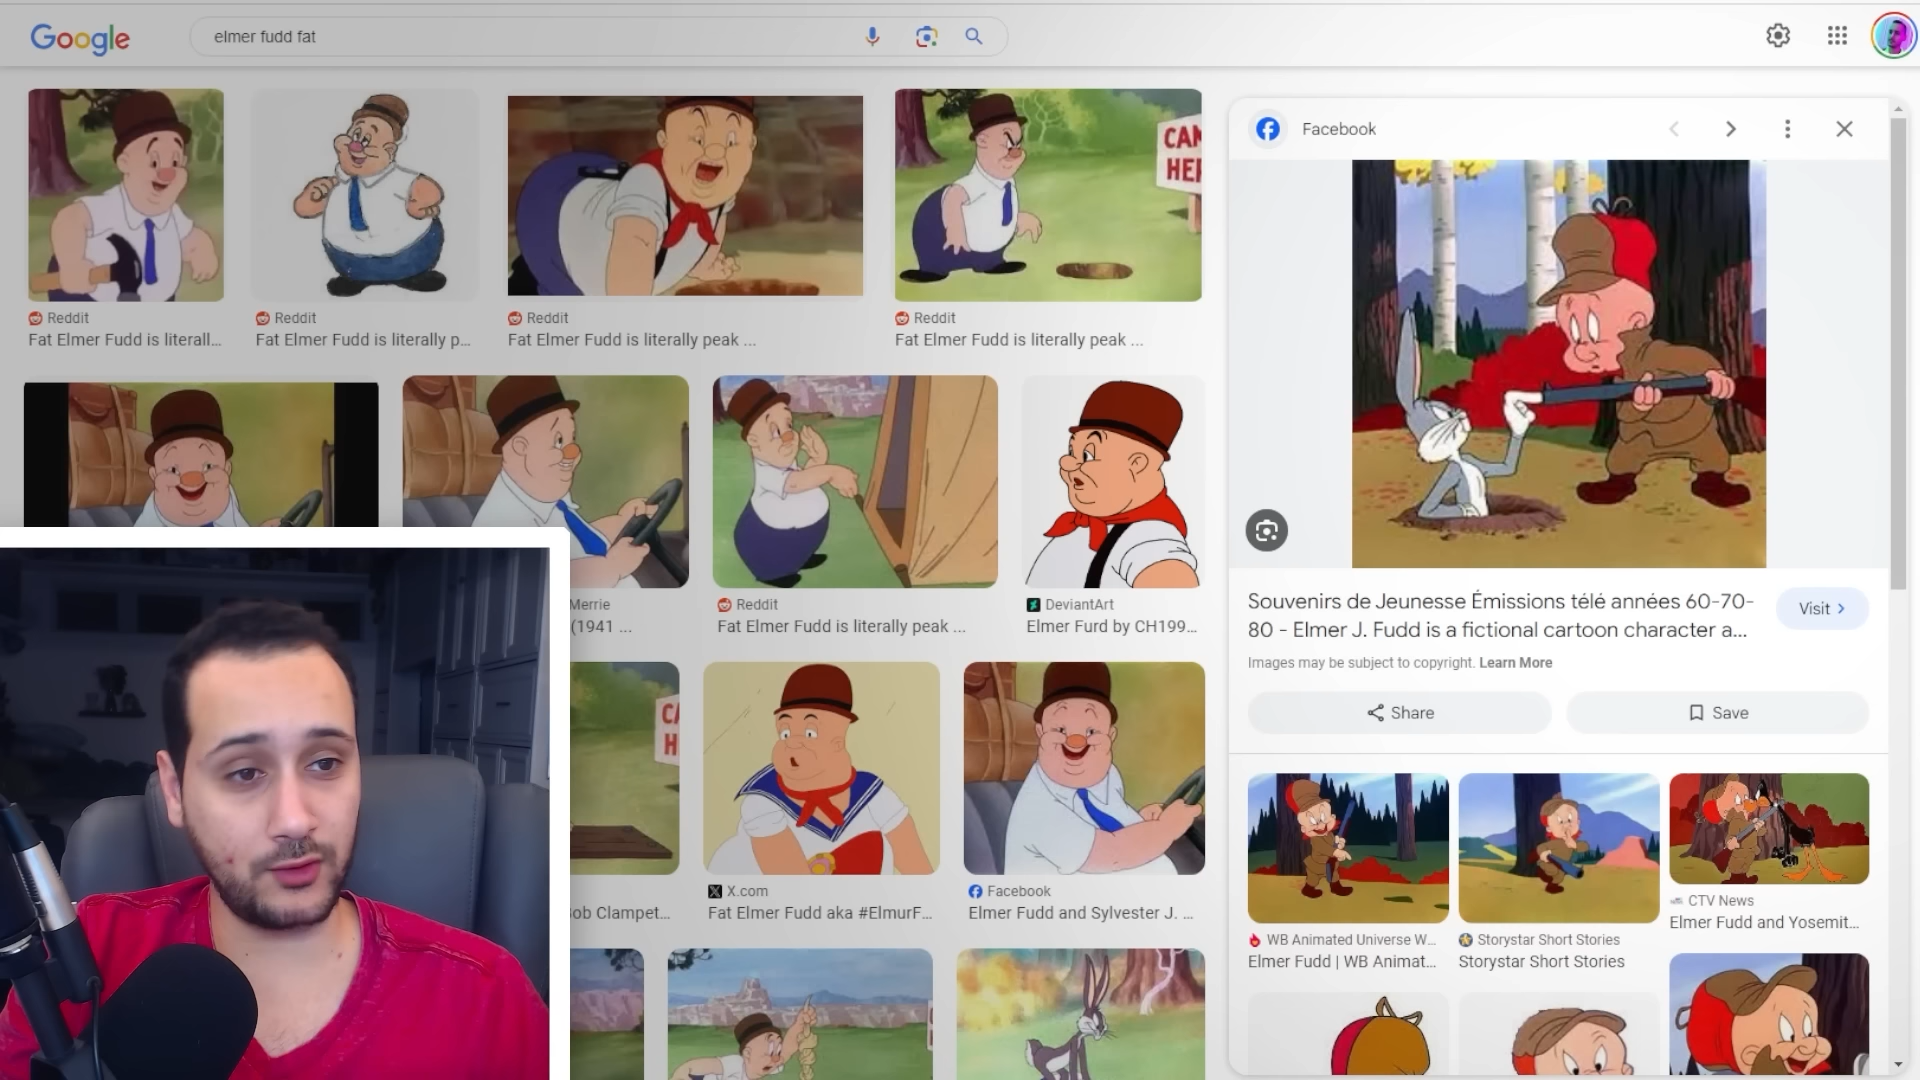 Google
elmer fudd fat
Facebook
CAM
HER
Reddit
Fat Elmer Fudd is literall...
Reddit
Fat Elmer Fudd is literally p...
Reddit
Fat Elmer Fudd is literally peak ...
Reddit
Fat Elmer Fudd is literally peak ...
Merrie
(1941 ...
Reddit
Fat Elmer Fudd is literally peak ...
DeviantArt
Elmer Furd by CH199...
Souvenirs de Jeunesse Émissions télé années 60-70-
80 - Elmer J. Fudd is a fictional cartoon character a...
Visit
Images may be subject to copyright. Learn More
Share
Save
CA
H
ob Clampet...
X.com
Fat Elmer Fudd aka #ElmurF...
Facebook
Elmer Fudd and Sylvester J. ...
WB Animated Universe W...
Elmer Fudd | WB Animat...
Storystar Short Stories
Storystar Short Stories
CTV News
Elmer Fudd and Yosemit...